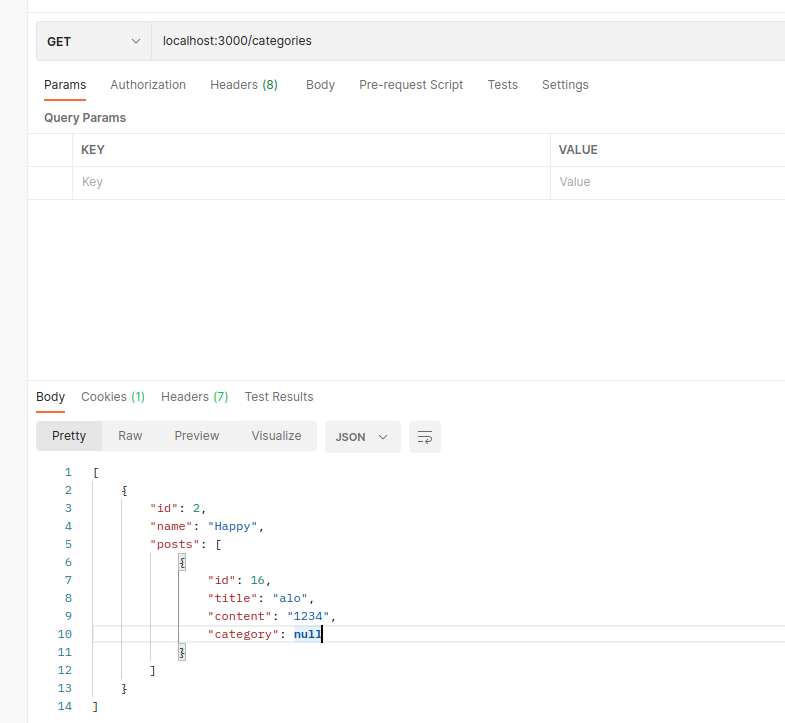 GET localhost:3000/categories
Params Authorization Headers (8) Body Pre-request Script Tests Settings
Query Params
KEY VALUE
Key Value
Body Cookies (1) Headers (7) Test Results
Pretty Raw Preview Visualize JSON
1 [
2 {
3 "id": 2,
4 "name": "Happy",
5 "posts": [
6 {
7 "id": 16,
8 "title": "alo",
9 "content": "1234",
10 "category": null
11 }
12 ]
13 }
14 ]